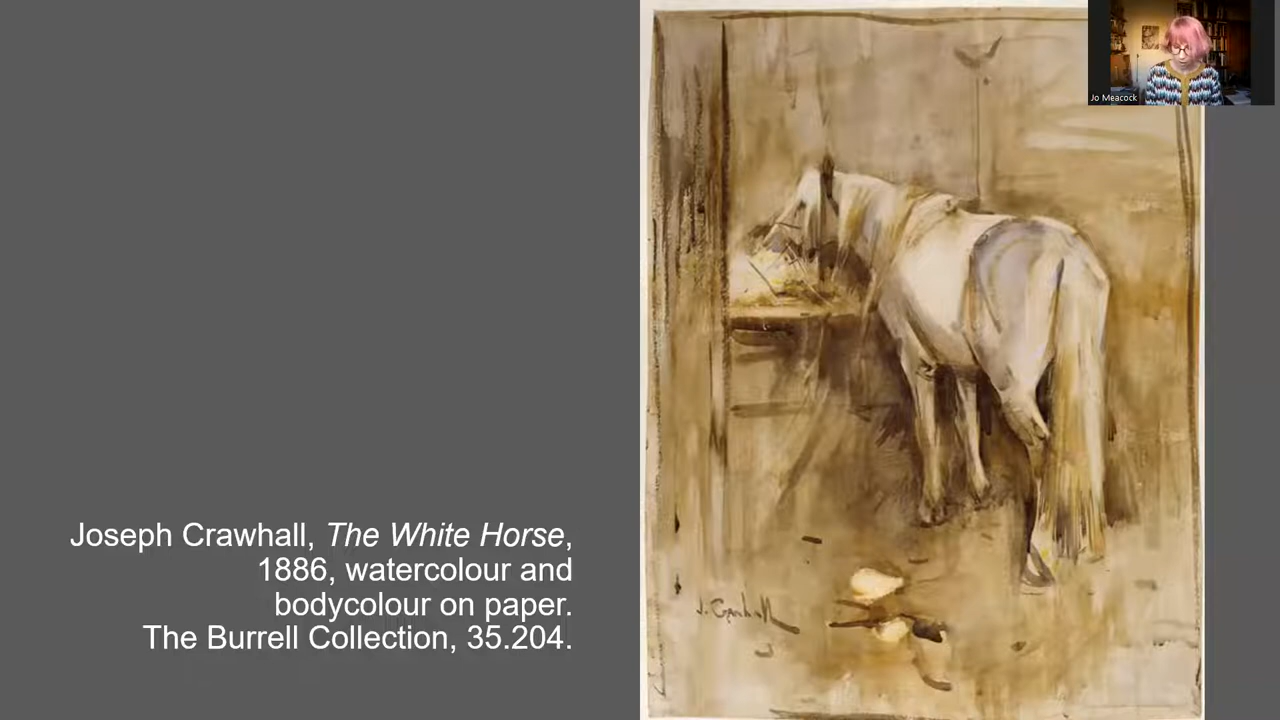 Jo Meacock
Joseph Crawhall, The White Horse,
1886, watercolour and
bodycolour on paper.
The Burrell Collection, 35.204.
J. Crawhall